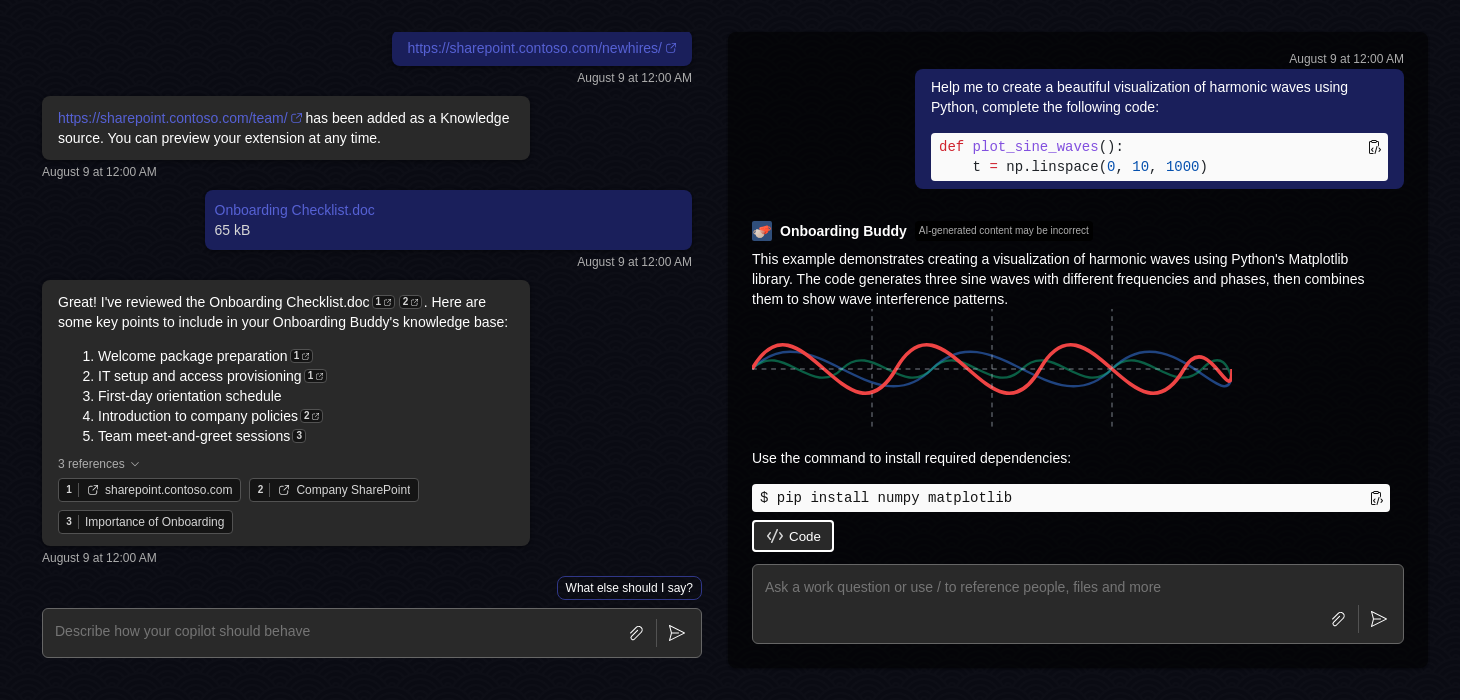 https://sharepoint.contoso.com/newhires/
August 9 at 12:00 AM
https://sharepoint.contoso.com/team/ has been added as a Knowledge
source. You can preview your extension at any time.
August 9 at 12:00 AM
Onboarding Checklist.doc
65 kB
August 9 at 12:00 AM
Great! I've reviewed the Onboarding Checklist.doc 1 2 . Here are
some key points to include in your Onboarding Buddy's knowledge base:
1. Welcome package preparation 1
2. IT setup and access provisioning 1
3. First-day orientation schedule
4. Introduction to company policies 2
5. Team meet-and-greet sessions 3
3 references
1 sharepoint.contoso.com 2 Company SharePoint
3 Importance of Onboarding
August 9 at 12:00 AM
What else should I say?
Describe how your copilot should behave
August 9 at 12:00 AM
Help me to create a beautiful visualization of harmonic waves using
Python, complete the following code:
def plot_sine_waves():
    t = np.linspace(0, 10, 1000)
Onboarding Buddy AI-generated content may be incorrect
This example demonstrates creating a visualization of harmonic waves using Python's Matplotlib
library. The code generates three sine waves with different frequencies and phases, then combines
them to show wave interference patterns.
Use the command to install required dependencies:
$ pip install numpy matplotlib
Code
Ask a work question or use / to reference people, files and more